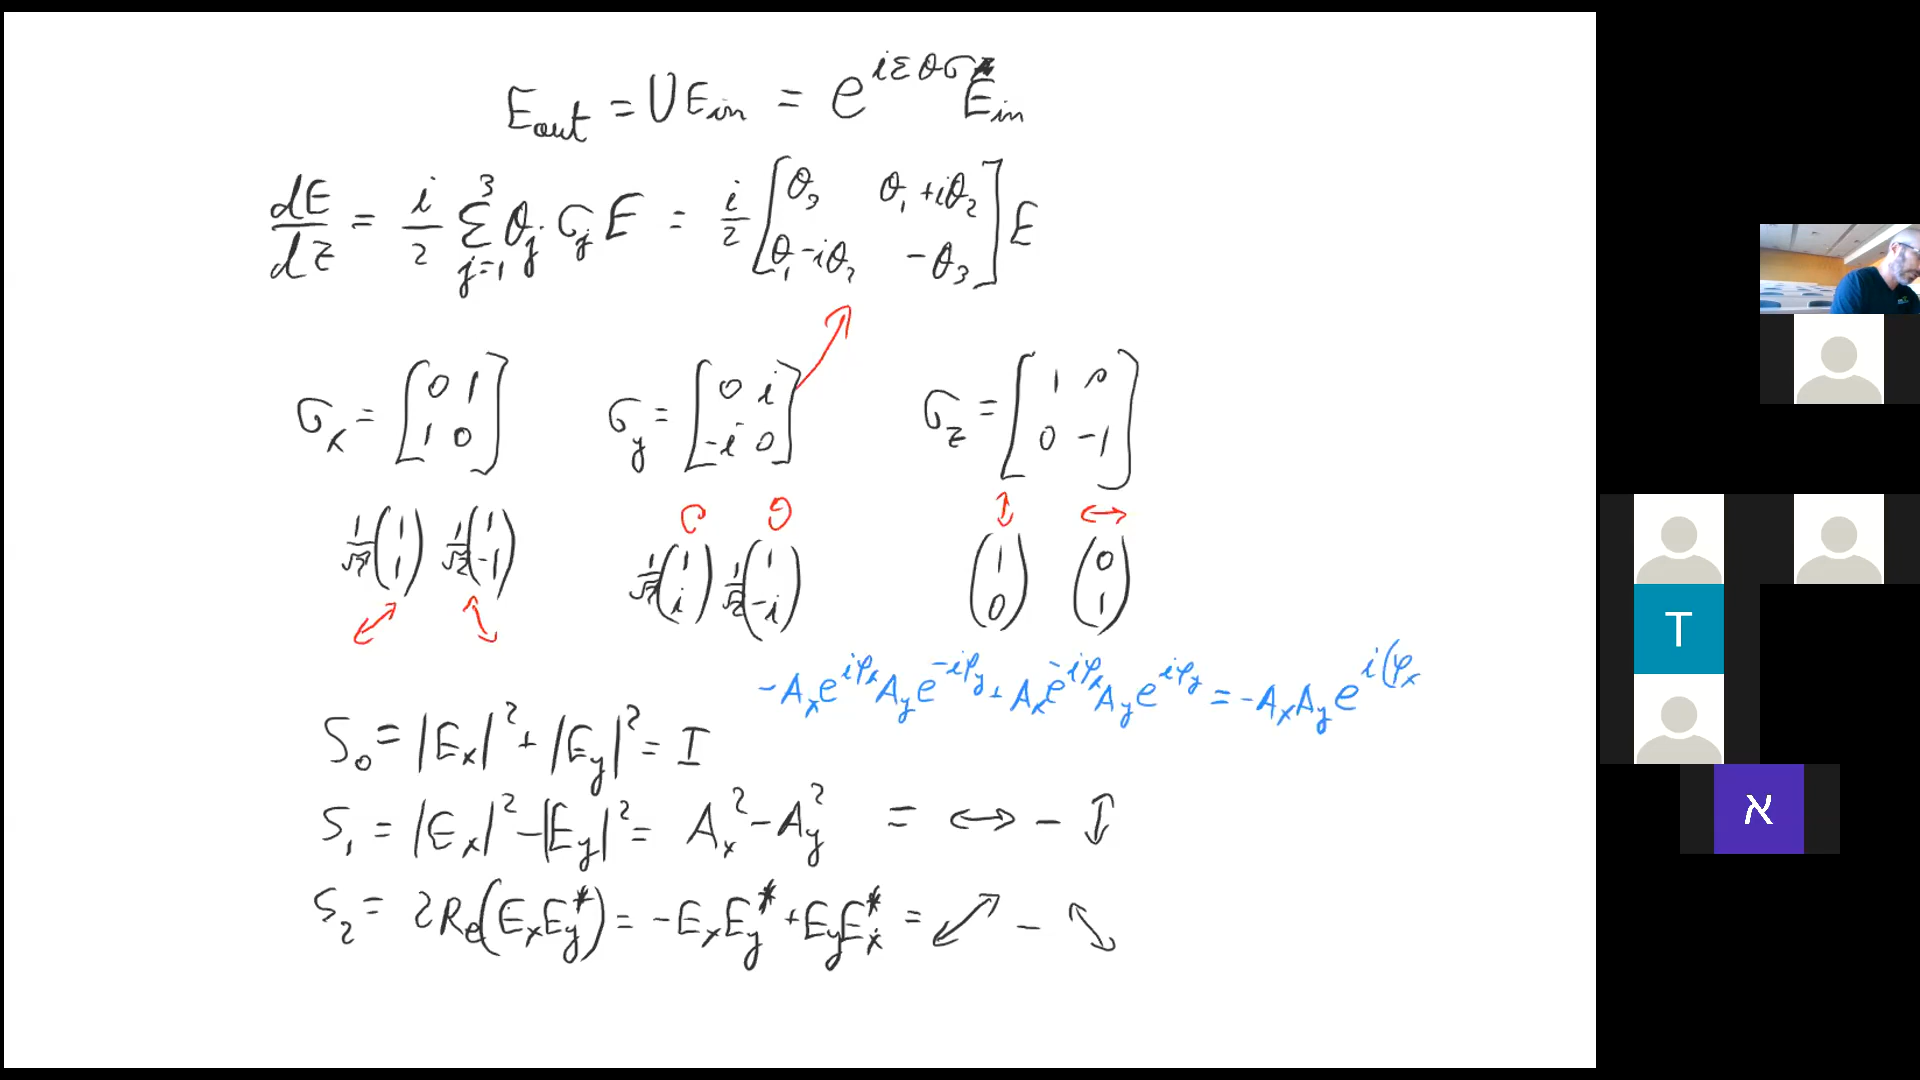 E_out = U E_in = e^{iΣθσ} E_in
dE/dz = i/2 Σ_{j=1}^{3} θ_j σ_j E = i/2 [θ_3 θ_1 + iθ_2
θ_1 - iθ_2 -θ_3] E
σ_x = [0 1
1 0] σ_y = [0 i
-i 0] σ_z = [1 0
0 -1]
1/√2 (1
1) 1/√2 (1
-1) 1/√2 (1
i) 1/√2 (1
-i) (1
0) (0
1)
-A_x e^{iφ_x} A_y e^{-iφ_y} + A_x e^{-iφ_x} A_y e^{iφ_y} = -A_x A_y e^{i(φ_x
S_0 = |E_x|^2 + |E_y|^2 = I
S_1 = |E_x|^2 - |E_y|^2 = A_x^2 - A_y^2 = ↔ - ↕
S_2 = 2Re(E_x E_y^*) = -E_x E_y^* + E_y E_x^* = ⤢ - ⤡
T
א